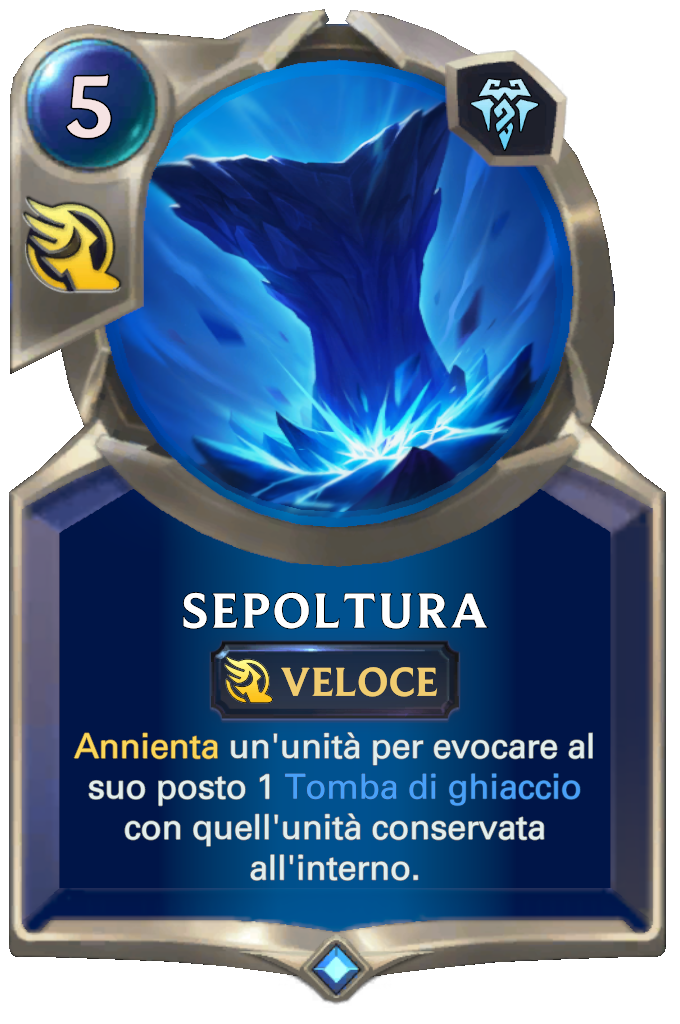 5
SEPOLTURA
VELOCE
Annienta un'unità per evocare al
suo posto 1 Tomba di ghiaccio
con quell'unità conservata
all'interno.